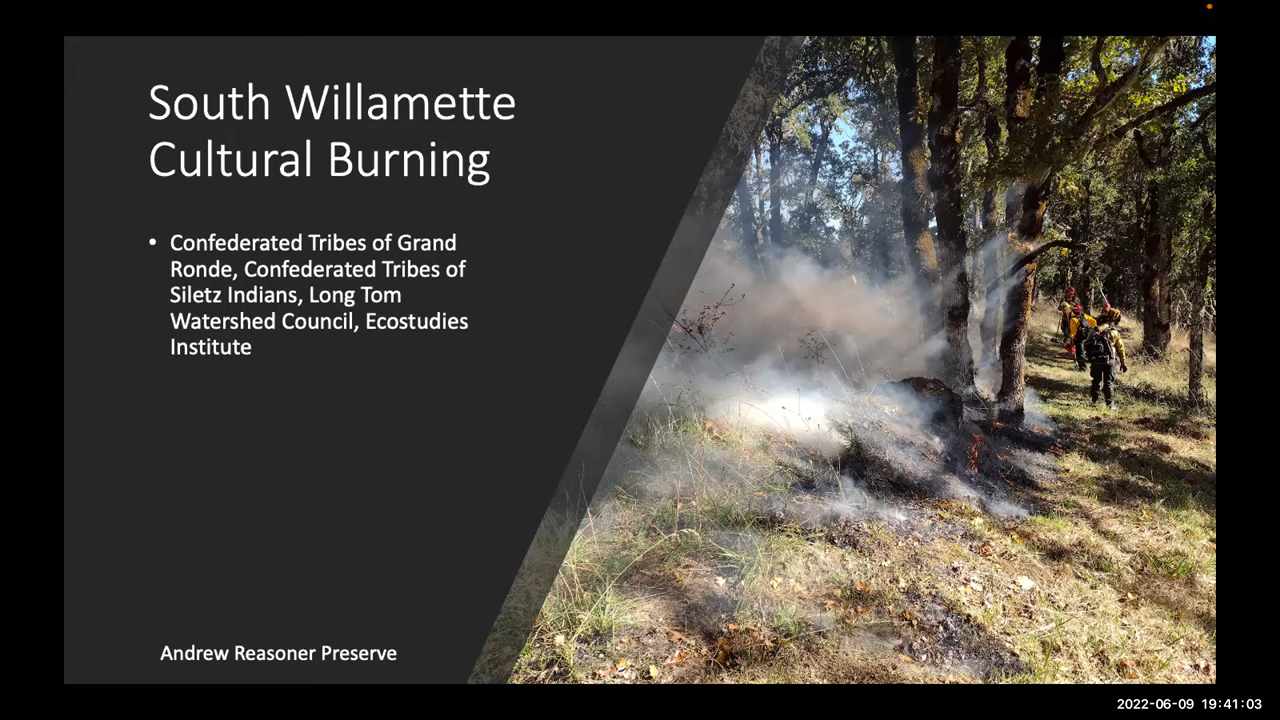 South Willamette
Cultural Burning
• Confederated Tribes of Grand
Ronde, Confederated Tribes of
Siletz Indians, Long Tom
Watershed Council, Ecostudies
Institute
Andrew Reasoner Preserve
2022-06-09 19:41:03